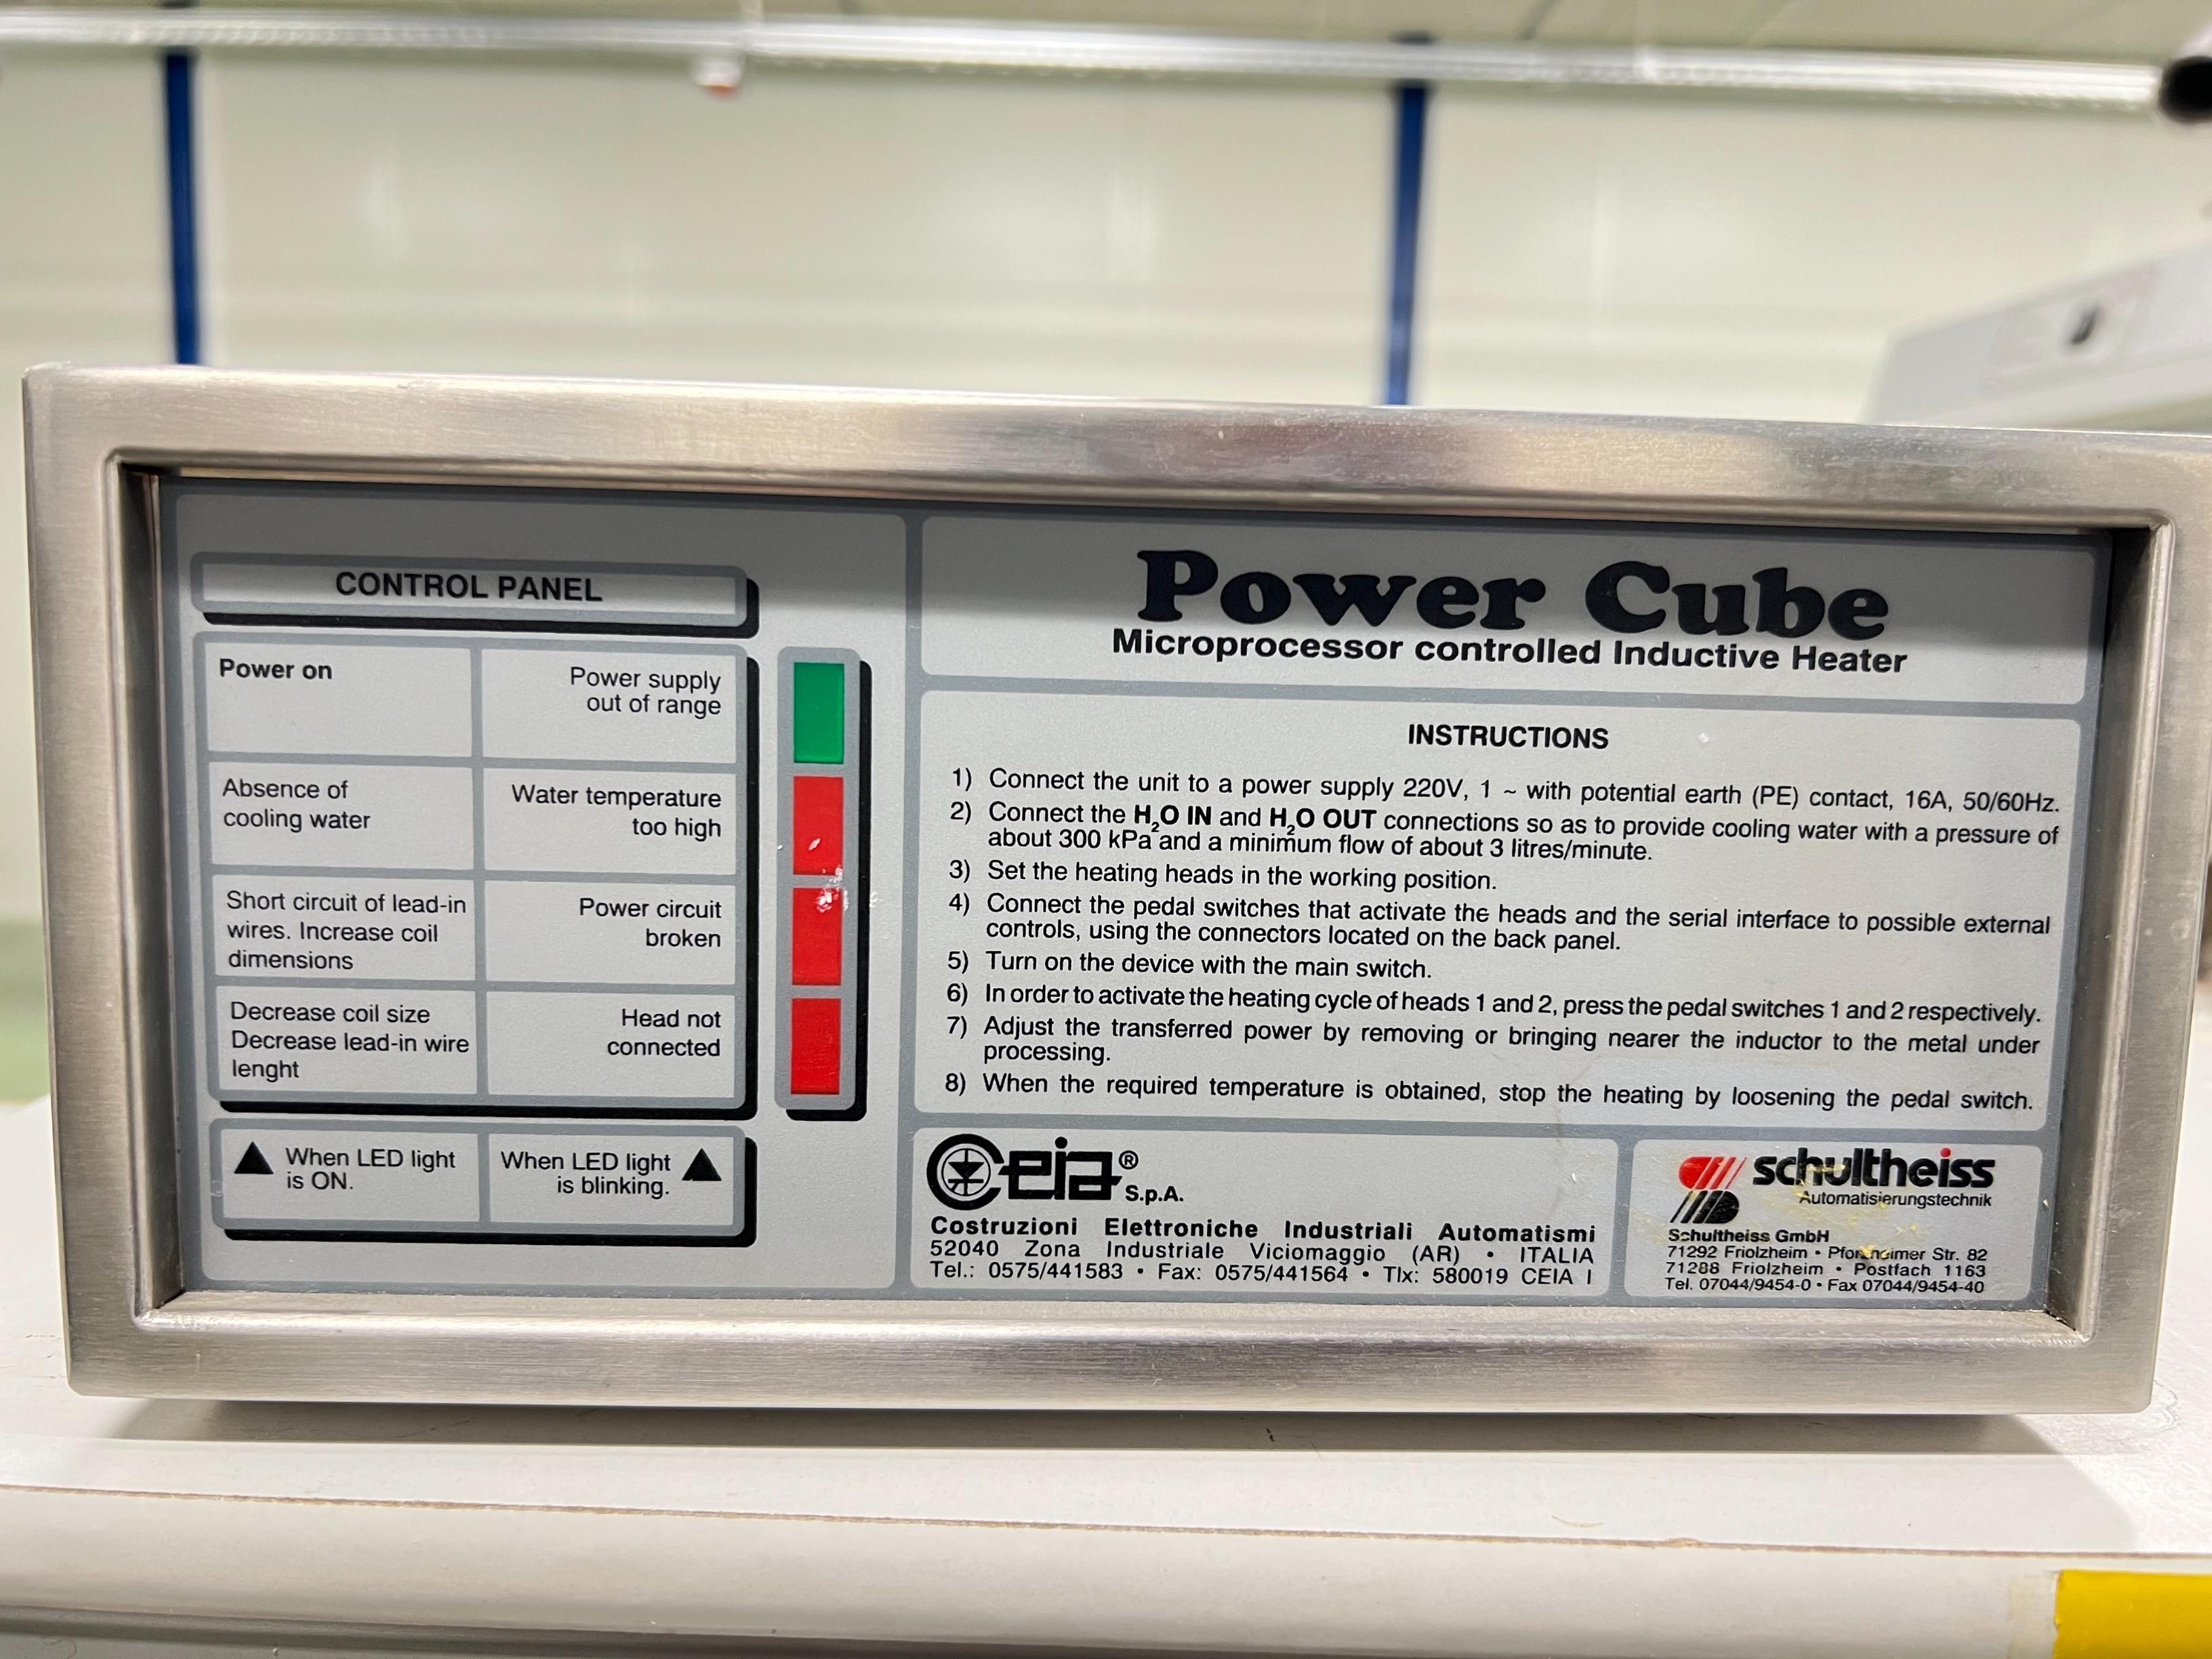 CONTROL PANEL
Power on
Power supply
out of range
Absence of
cooling water
Water temperature
too high
Short circuit of lead-in
wires. Increase coil
dimensions
Power circuit
broken
Decrease coil size
Decrease lead-in wire
lenght
Head not
connected
▲ When LED light
is ON.
When LED light ▲
is blinking.
Power Cube
Microprocessor controlled Inductive Heater
INSTRUCTIONS
1) Connect the unit to a power supply 220V, 1 ~ with potential earth (PE) contact, 16A, 50/60Hz.
2) Connect the H₂O IN and H₂O OUT connections so as to provide cooling water with a pressure of
about 300 kPa and a minimum flow of about 3 litres/minute.
3) Set the heating heads in the working position.
4) Connect the pedal switches that activate the heads and the serial interface to possible external
controls, using the connectors located on the back panel.
5) Turn on the device with the main switch.
6) In order to activate the heating cycle of heads 1 and 2, press the pedal switches 1 and 2 respectively.
7) Adjust the transferred power by removing or bringing nearer the inductor to the metal under
processing.
8) When the required temperature is obtained, stop the heating by loosening the pedal switch.
Ceia® S.p.A.
Costruzioni Elettroniche Industriali Automatismi
52040 Zona Industriale Viciomaggio (AR) • ITALIA
Tel.: 0575/441583 • Fax: 0575/441564 • Tlx: 580019 CEIA I
schultheiss
Automatisierungstechnik
Schultheiss GmbH
71292 Friolzheim • Pforzheimer Str. 82
71288 Friolzheim • Postfach 1163
Tel. 07044/9454-0 • Fax 07044/9454-40